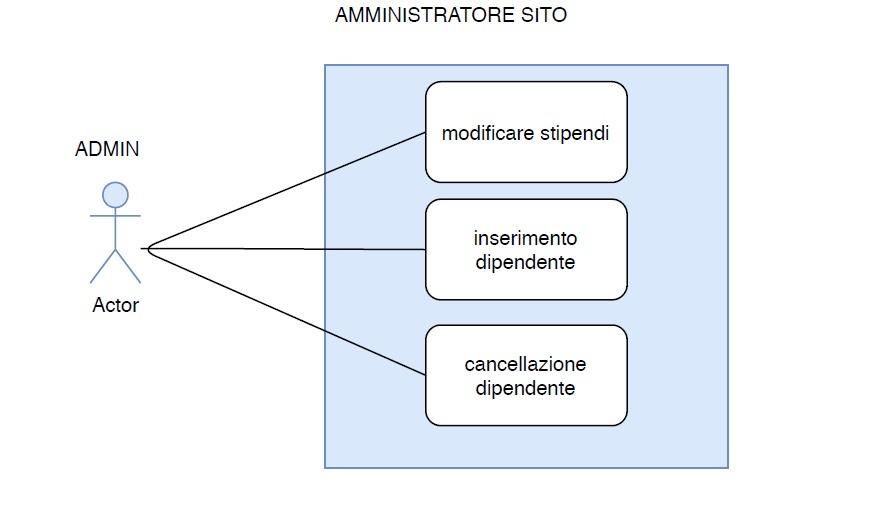 AMMINISTRATORE SITO
ADMIN
Actor
modificare stipendi
inserimento
dipendente
cancellazione
dipendente